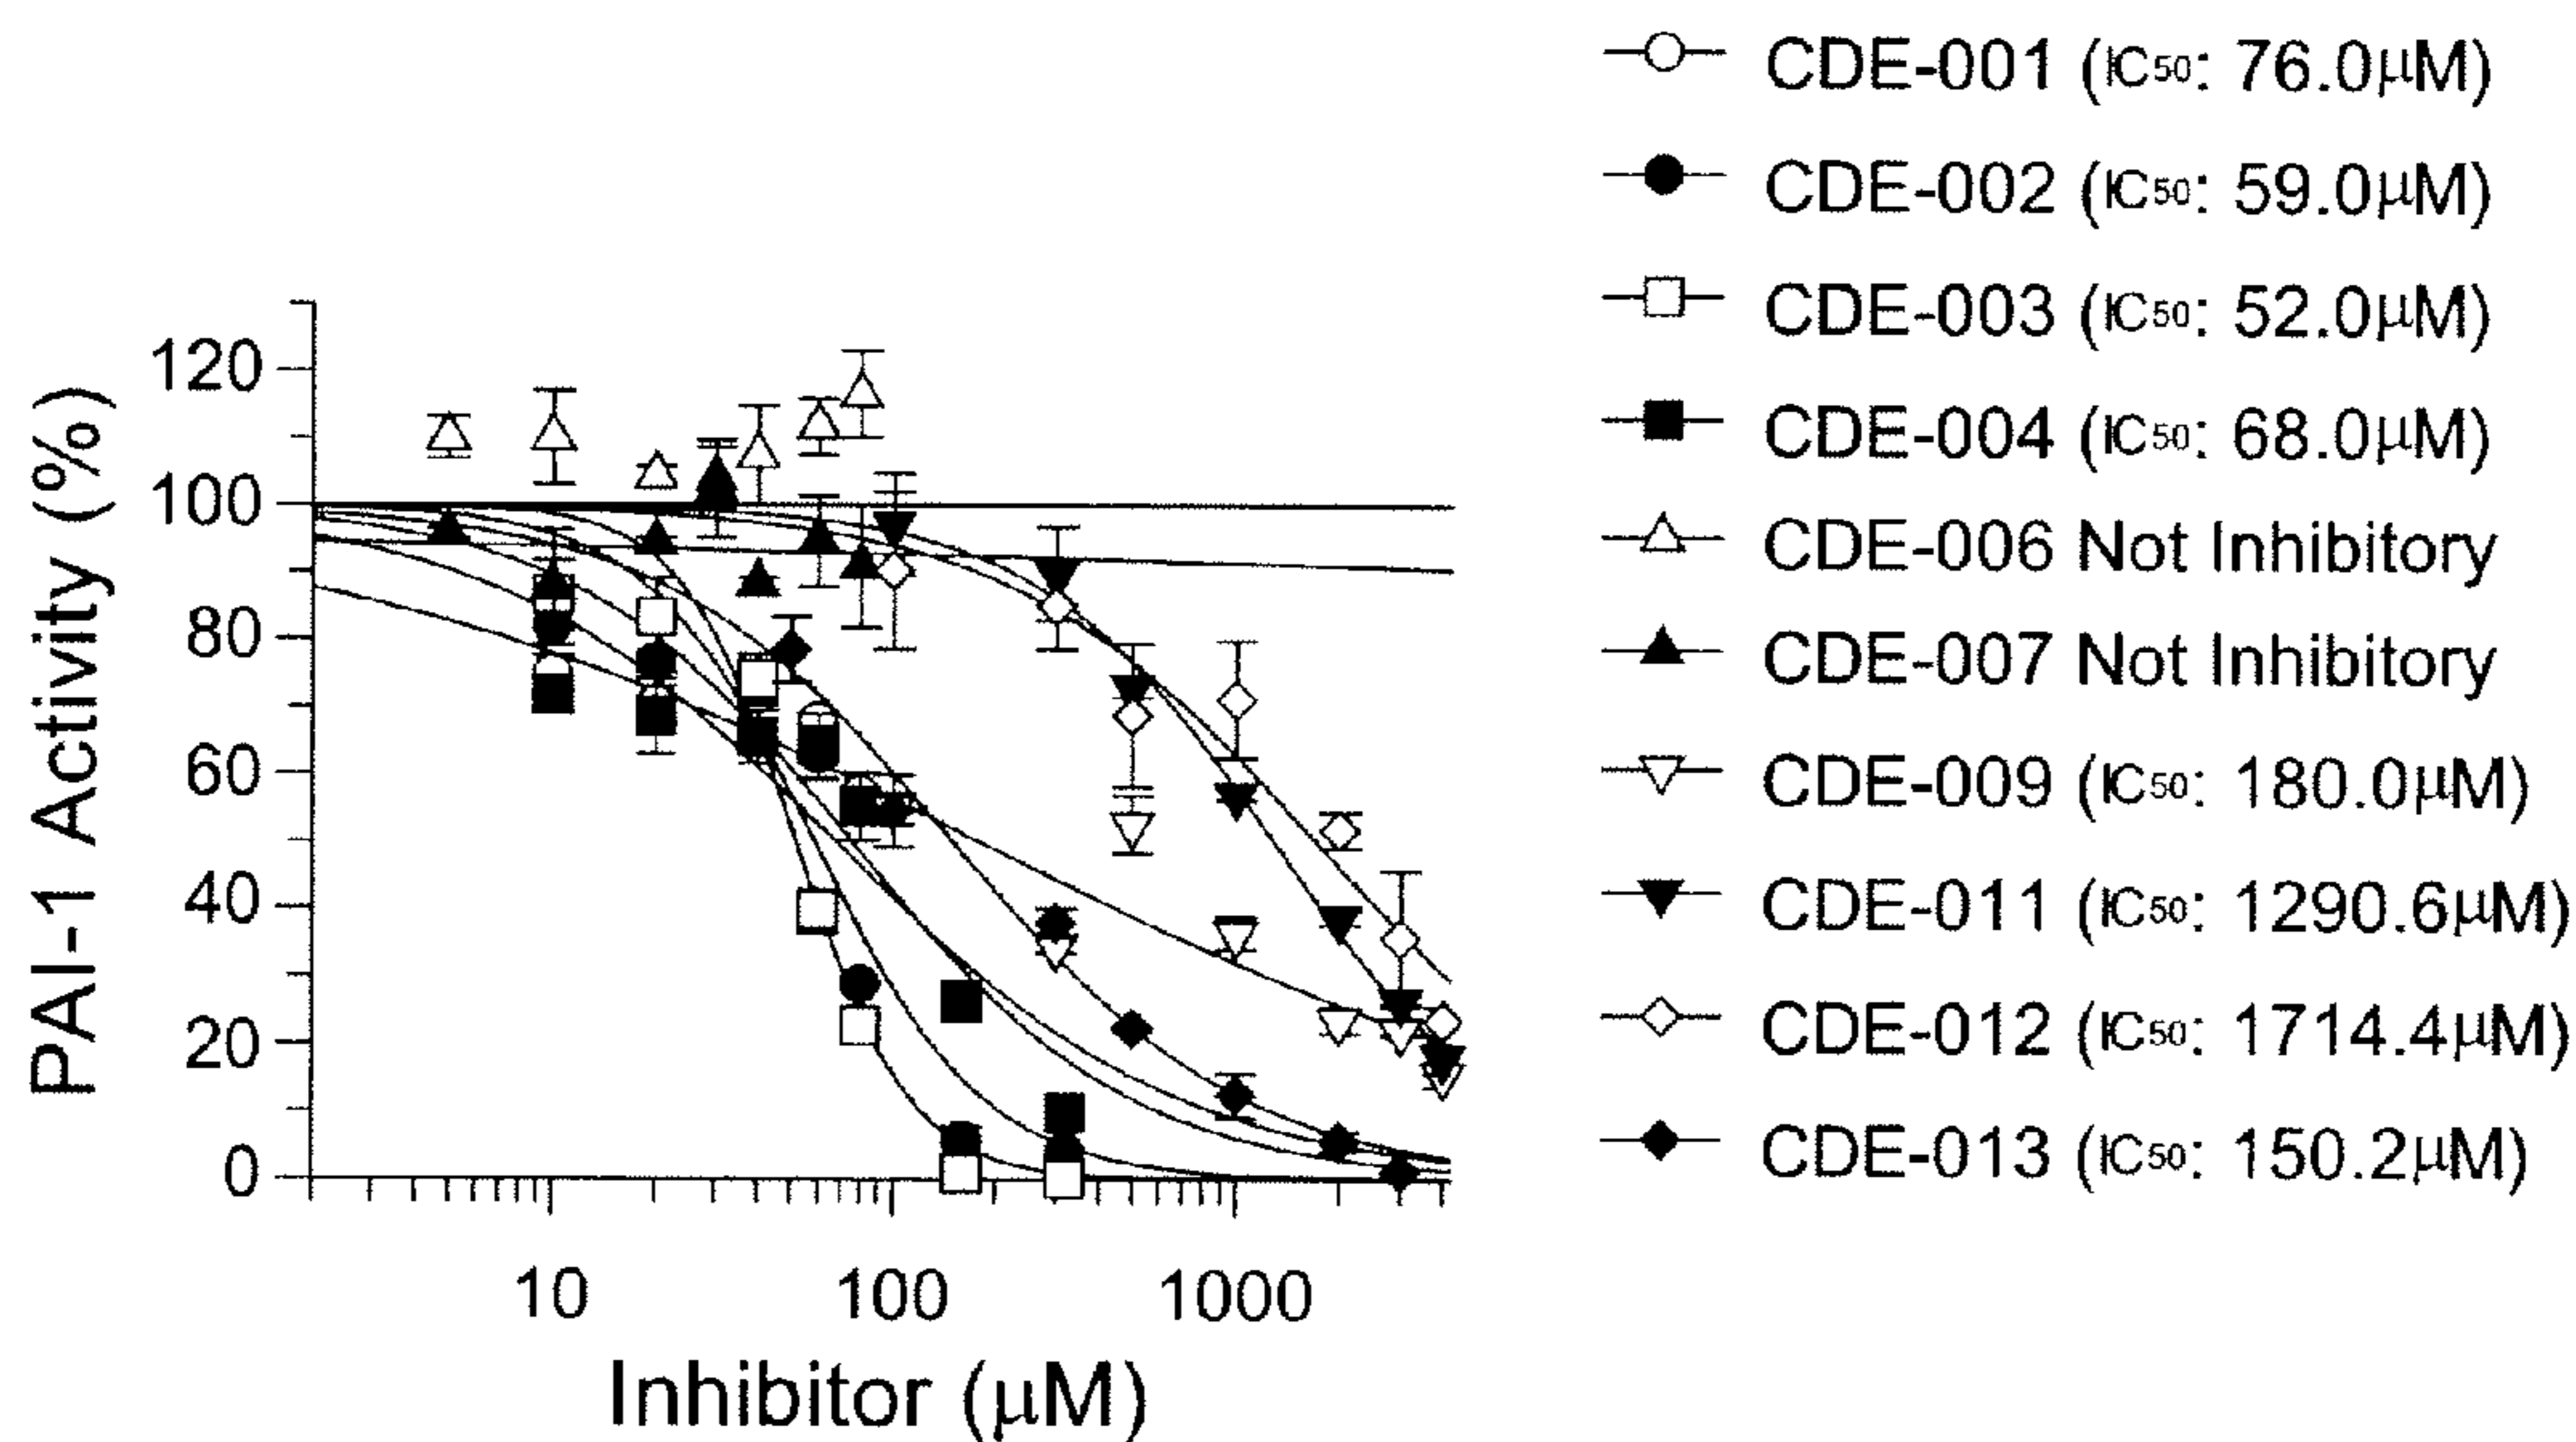 CDE-001 (IC50: 76.0μM)
CDE-002 (IC50: 59.0μM)
CDE-003 (IC50: 52.0μM)
CDE-004 (IC50: 68.0μM)
CDE-006 Not Inhibitory
CDE-007 Not Inhibitory
CDE-009 (IC50: 180.0μM)
CDE-011 (IC50: 1290.6μM)
CDE-012 (IC50: 1714.4μM)
CDE-013 (IC50: 150.2μM)
PAI-1 Activity (%)
120
100
80
60
40
20
0
10 100 1000
Inhibitor (μM)